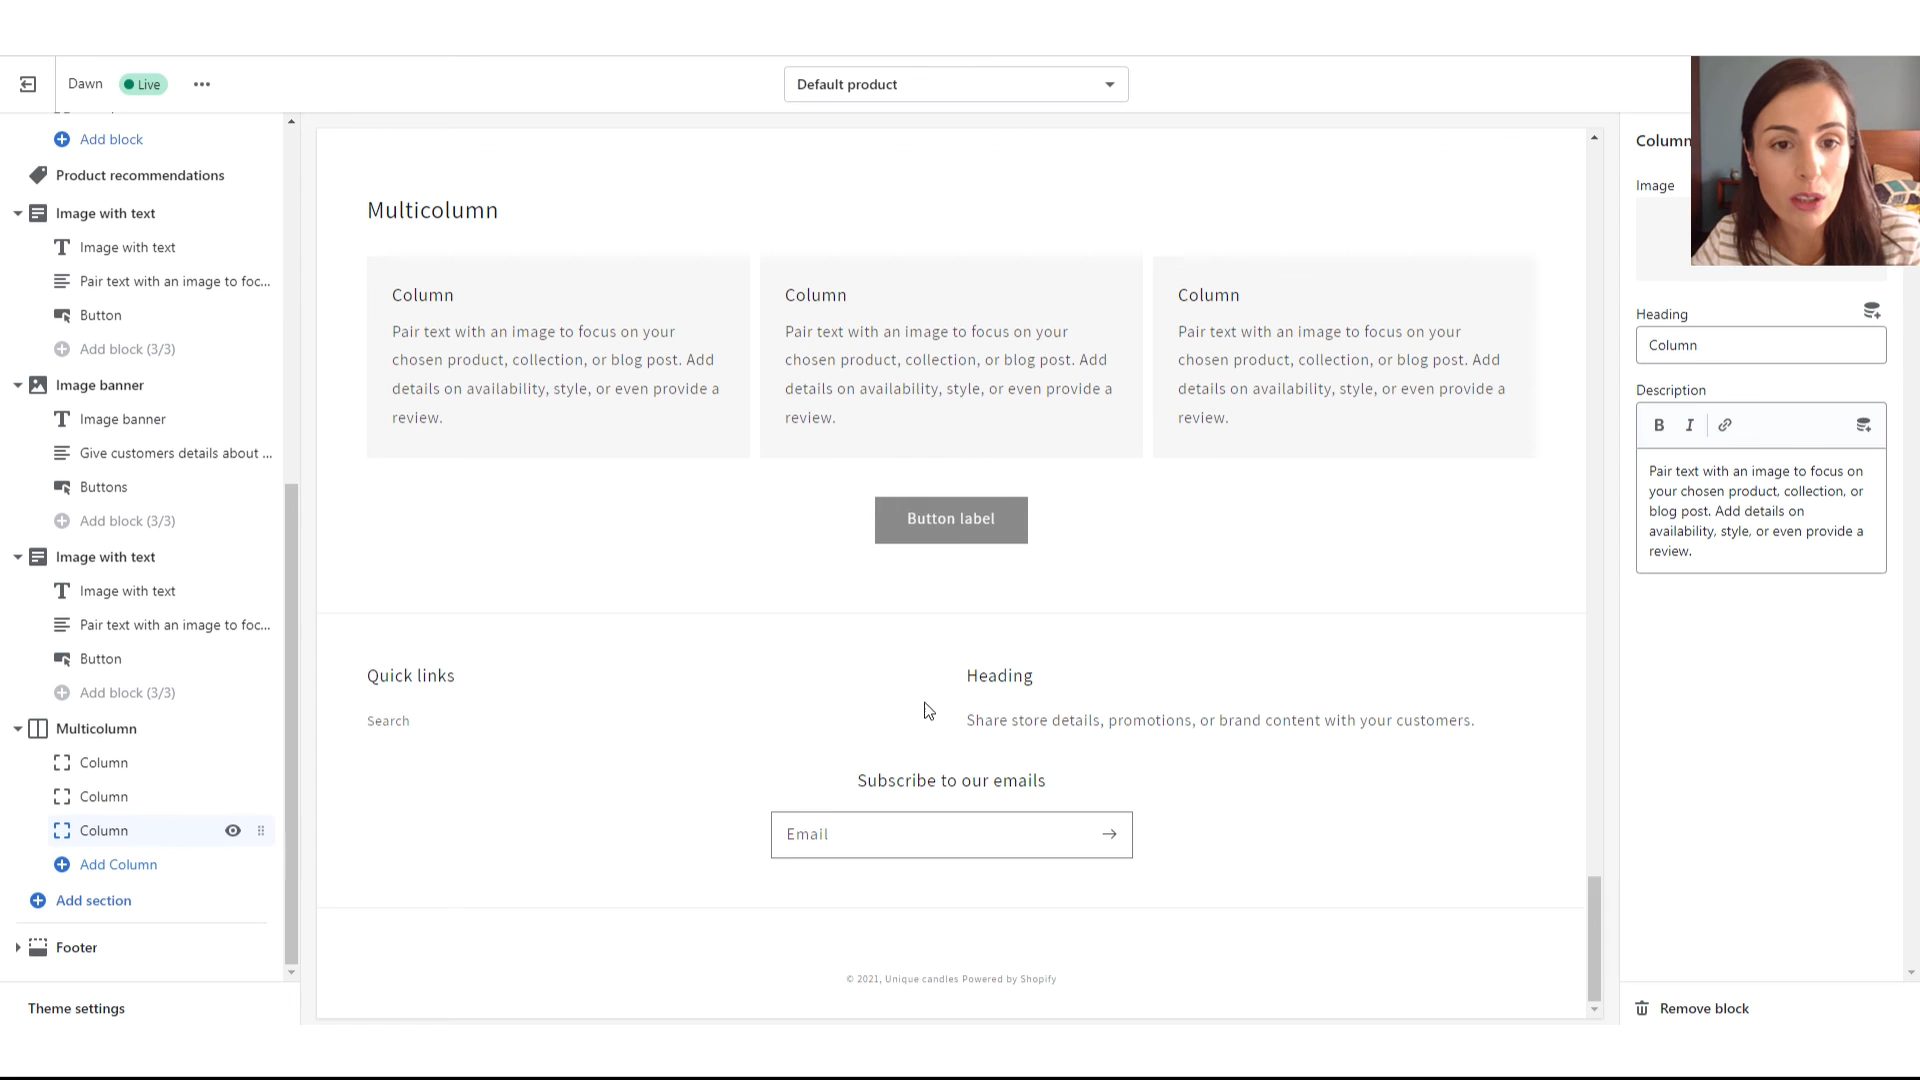 Dawn
Live
Default product
Add block
Product recommendations
Image with text
Image with text
Pair text with an image to foc...
Button
Add block (3/3)
Image banner
Image banner
Give customers details about ...
Buttons
Add block (3/3)
Image with text
Image with text
Pair text with an image to foc...
Button
Add block (3/3)
Multicolumn
Column
Column
Column
Add Column
Add section
Footer
Theme settings
Multicolumn
Column
Pair text with an image to focus on your
chosen product, collection, or blog post. Add
details on availability, style, or even provide a
review.
Column
Pair text with an image to focus on your
chosen product, collection, or blog post. Add
details on availability, style, or even provide a
review.
Column
Pair text with an image to focus on your
chosen product, collection, or blog post. Add
details on availability, style, or even provide a
review.
Button label
Quick links
Search
Heading
Share store details, promotions, or brand content with your customers.
Subscribe to our emails
Email
© 2021, Unique candles Powered by Shopify
Column
Image
Heading
Column
Description
B I
Pair text with an image to focus on
your chosen product, collection, or
blog post. Add details on
availability, style, or even provide a
review.
Remove block